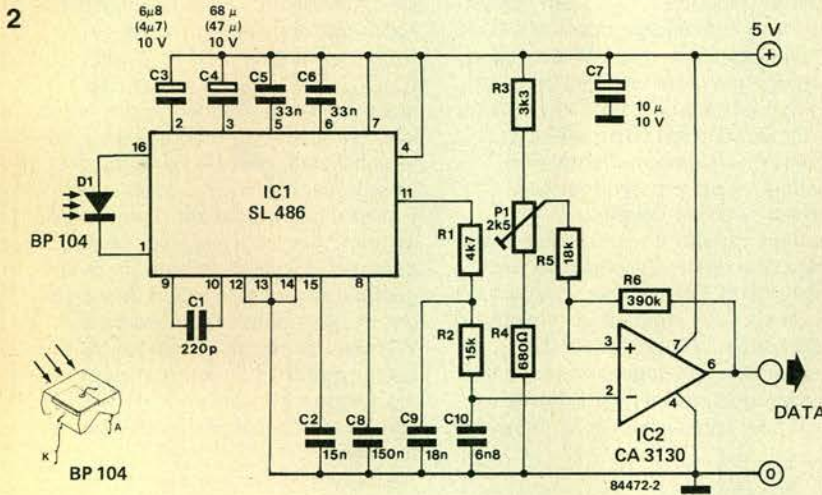 2
6µ8
(4µ7)
10 V
68 µ
(47 µ)
10 V
5 V
+
C3
C4
C5
C6
33n
33n
R3
3k3
C7
10 µ
10 V
2
3
5
6
7
16
4
D1
IC1
SL 486
11
P1
2k5
BP 104
1
R1
4k7
R5
18k
R6
390k
9
10
12
13
14
15
8
C1
220p
R2
15k
R4
680Ω
3
+
7
6
2
−
4
DATA
IC2
CA 3130
C2
15n
C8
150n
C9
18n
C10
6n8
A
K
BP 104
0
84472-2